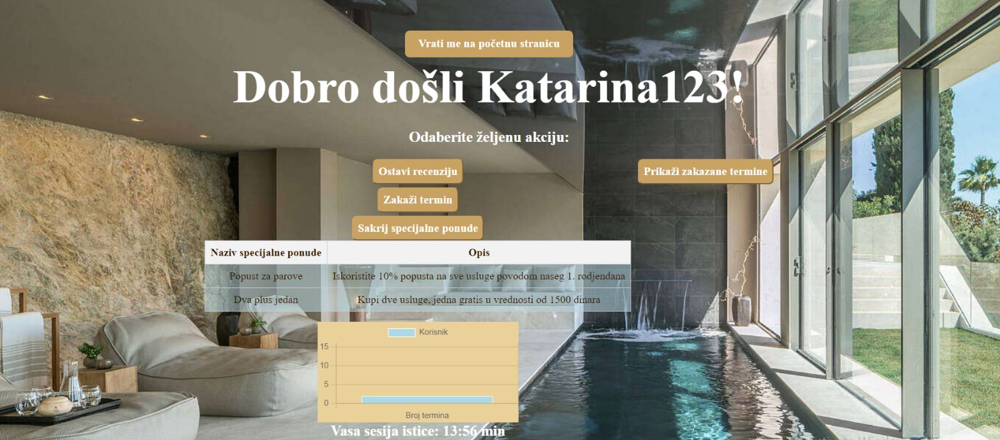 Vrati me na početnu stranicu
Dobro došli Katarina123!
Odaberite željenu akciju:
Ostavi recenziju
Prikaži zakazane termine
Zakaži termin
Sakrij specijalne ponude
Naziv specijalne ponude Opis
Popust za parove Iskoristite 10% popusta na sve usluge povodom naseg 1. rodjendana
Dva plus jedan Kupi dve usluge, jedna gratis u vrednosti od 1500 dinara
Korisnik
15
10
5
0
Broj termina
Vasa sesija istice: 13:56 min